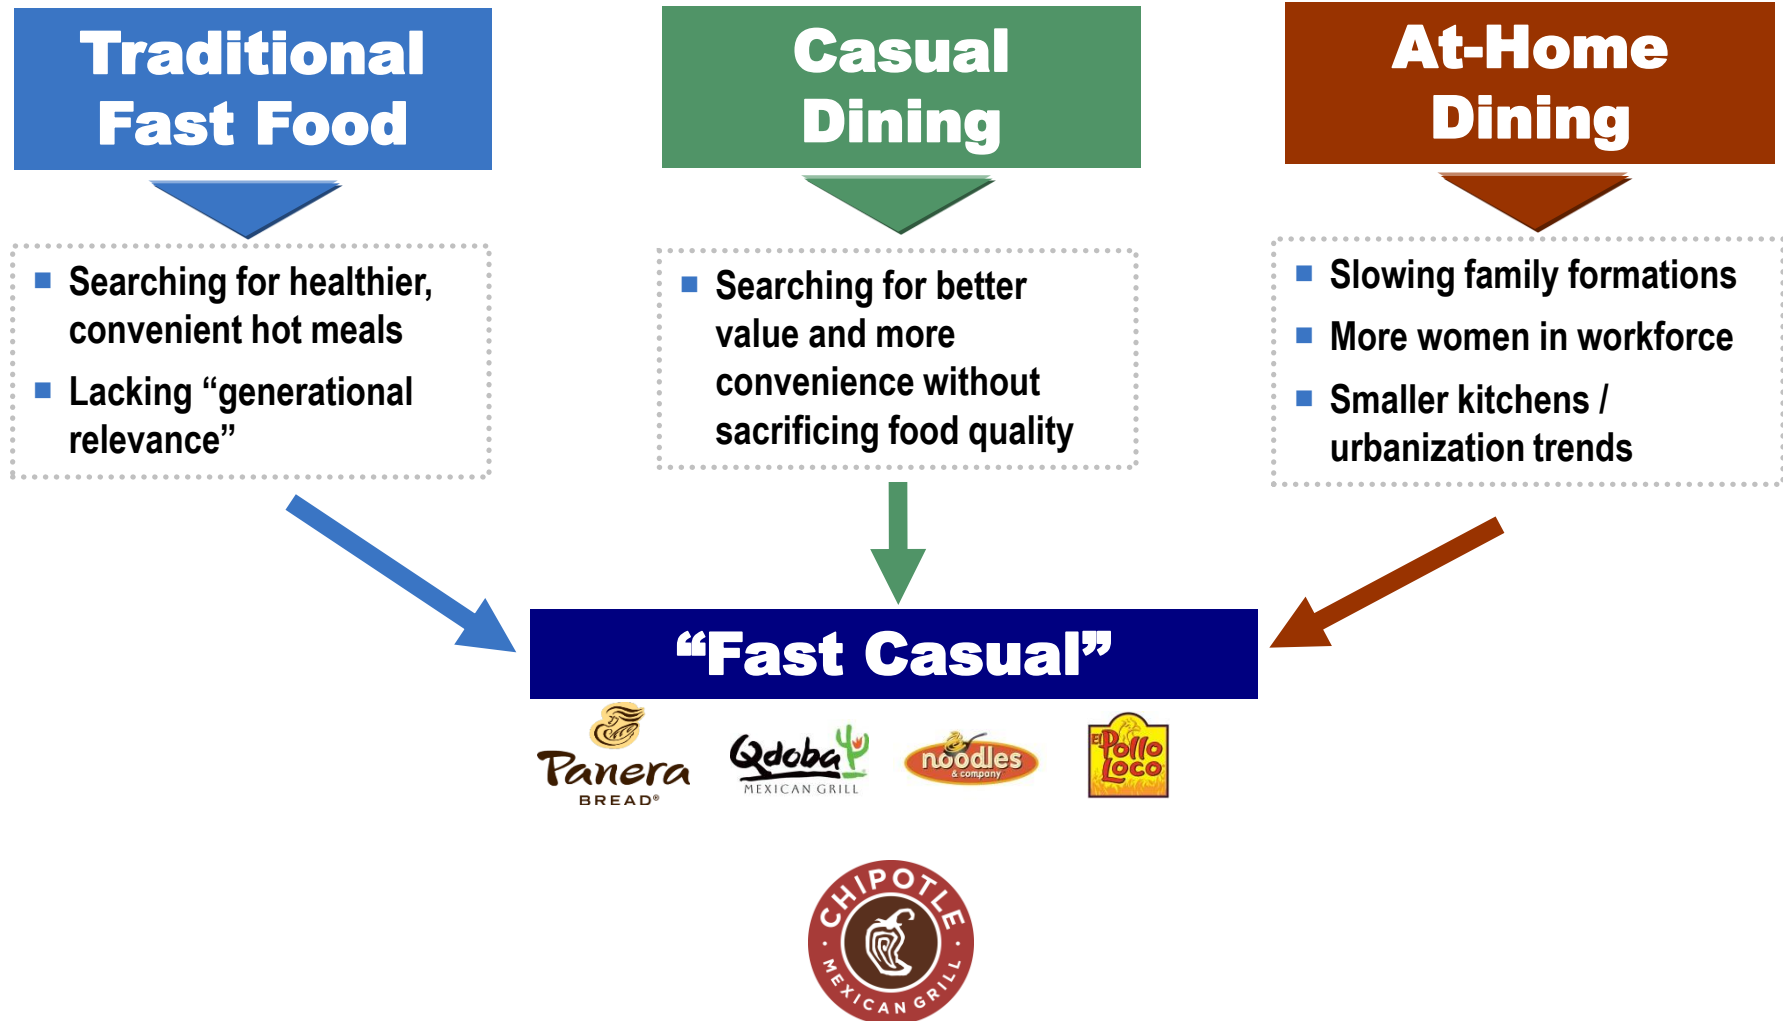 Traditional
Fast Food
Casual
Dining
At-Home
Dining
Searching for healthier,
convenient hot meals
Lacking “generational
relevance”
Searching for better
value and more
convenience without
sacrificing food quality
Slowing family formations
More women in workforce
Smaller kitchens /
urbanization trends
“Fast Casual”
Panera
BREAD®
Qdoba
MEXICAN GRILL
noodles
& company
El Pollo
Loco
CHIPOTLE
MEXICAN GRILL